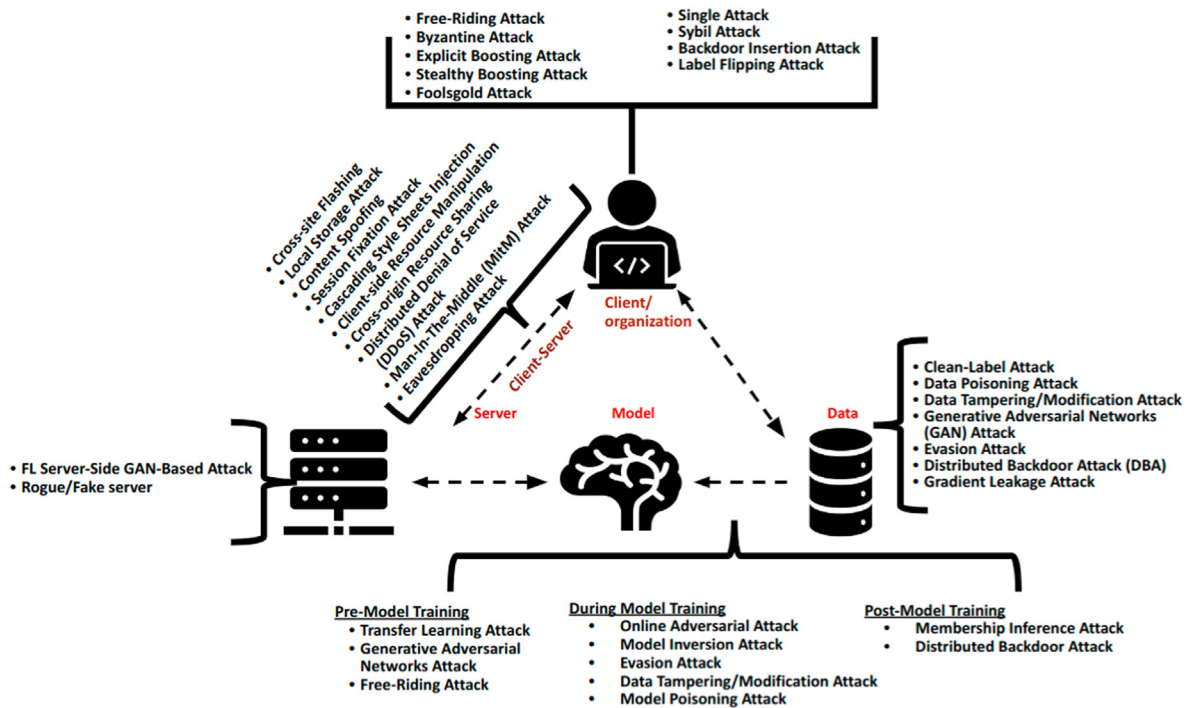 • Free-Riding Attack
• Byzantine Attack
• Explicit Boosting Attack
• Stealthy Boosting Attack
• Foolsgold Attack
• Single Attack
• Sybil Attack
• Backdoor Insertion Attack
• Label Flipping Attack
• Cross-site Flashing
• Local Storage Attack
• Content Spoofing
• Session Fixation Attack
• Cascading Style Sheets Injection
• Client-side Resource Manipulation
• Cross-origin Resource Sharing
• Distributed Denial of Service
(DDoS) Attack
• Man-In-The-Middle (MitM) Attack
• Eavesdropping Attack
Client-Server
Client/
organization
Server
Model
Data
• Clean-Label Attack
• Data Poisoning Attack
• Data Tampering/Modification Attack
• Generative Adversarial Networks
(GAN) Attack
• Evasion Attack
• Distributed Backdoor Attack (DBA)
• Gradient Leakage Attack
• FL Server-Side GAN-Based Attack
• Rogue/Fake server
Pre-Model Training
• Transfer Learning Attack
• Generative Adversarial
Networks Attack
• Free-Riding Attack
During Model Training
• Online Adversarial Attack
• Model Inversion Attack
• Evasion Attack
• Data Tampering/Modification Attack
• Model Poisoning Attack
Post-Model Training
• Membership Inference Attack
• Distributed Backdoor Attack